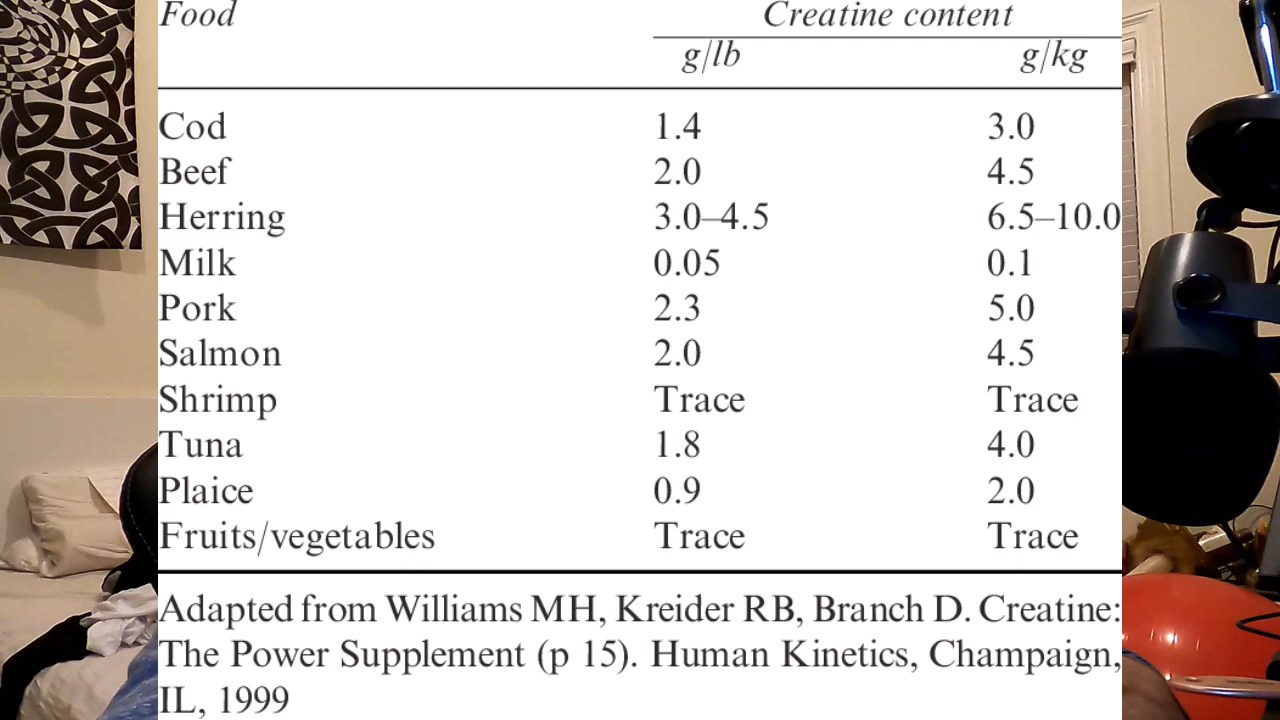 Food Creatine content
g/lb g/kg
Cod 1.4 3.0
Beef 2.0 4.5
Herring 3.0–4.5 6.5–10.0
Milk 0.05 0.1
Pork 2.3 5.0
Salmon 2.0 4.5
Shrimp Trace Trace
Tuna 1.8 4.0
Plaice 0.9 2.0
Fruits/vegetables Trace Trace
Adapted from Williams MH, Kreider RB, Branch D. Creatine:
The Power Supplement (p 15). Human Kinetics, Champaign,
IL, 1999